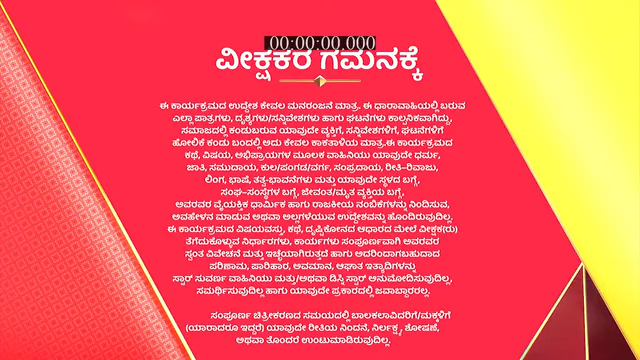 00:00:00.000
ವೀಕ್ಷಕರ ಗಮನಕ್ಕೆ
ಈ ಕಾರ್ಯಕ್ರಮದ ಉದ್ದೇಶ ಕೇವಲ ಮನರಂಜನೆ ಮಾತ್ರ. ಈ ಧಾರಾವಾಹಿಯಲ್ಲಿ ಬರುವ
ಎಲ್ಲಾ ಪಾತ್ರಗಳು, ದೃಶ್ಯಗಳು/ಸನ್ನಿವೇಶಗಳು ಹಾಗು ಘಟನೆಗಳು ಕಾಲ್ಪನಿಕವಾಗಿದ್ದು,
ಸಮಾಜದಲ್ಲಿ ಕಂಡುಬರುವ ಯಾವುದೇ ವ್ಯಕ್ತಿಗೆ, ಸನ್ನಿವೇಶಗಳಿಗೆ, ಘಟನೆಗಳಿಗೆ
ಹೋಲಿಕೆ ಕಂಡು ಬಂದಲ್ಲಿ ಅದು ಕೇವಲ ಕಾಕತಾಳಿಯ ಮಾತ್ರ.ಈ ಕಾರ್ಯಕ್ರಮದ
ಕಥೆ, ವಿಷಯ, ಅಭಿಪ್ರಾಯಗಳ ಮೂಲಕ ವಾಹಿನಿಯು ಯಾವುದೇ ಧರ್ಮ,
ಜಾತಿ, ಸಮುದಾಯ, ಕುಲ/ಪಂಗಡ/ವರ್ಗ, ಸಂಪ್ರದಾಯ, ರೀತಿ-ರಿವಾಜು,
ಲಿಂಗ, ಭಾಷೆ, ತತ್ವ-ಭಾವನೆಗಳು ಮತ್ತು ಯಾವುದೇ ಸ್ಥಳದ ಬಗ್ಗೆ,
ಸಂಘ-ಸಂಸ್ಥೆಗಳ ಬಗ್ಗೆ, ಜೀವಂತ/ಮೃತ ವ್ಯಕ್ತಿಯ ಬಗ್ಗೆ,
ಅವರವರ ವೈಯಕ್ತಿಕ ಧಾರ್ಮಿಕ ಹಾಗು ರಾಜಕೀಯ ನಂಬಿಕೆಗಳನ್ನು ನಿಂದಿಸುವ,
ಅವಹೇಳನ ಮಾಡುವ ಅಥವಾ ಅಲ್ಲಗಳೆಯುವ ಉದ್ದೇಶವನ್ನು ಹೊಂದಿರುವುದಿಲ್ಲ.
ಈ ಕಾರ್ಯಕ್ರಮದ ವಿಷಯವಸ್ತು, ಕಥೆ, ದೃಷ್ಟಿಕೋನದ ಆಧಾರದ ಮೇಲೆ ವೀಕ್ಷಕ(ರು)
ತೆಗೆದುಕೊಳ್ಳುವ ನಿರ್ಧಾರಗಳು, ಕಾರ್ಯಗಳು ಸಂಪೂರ್ಣವಾಗಿ ಅವರವರ
ಸ್ವಂತ ವಿವೇಚನೆ ಮತ್ತು ಇಚ್ಛೆಯಾಗಿರುತ್ತದೆ ಹಾಗು ಅದರಿಂದಾಗಬಹುದಾದ
ಪರಿಣಾಮ, ಪಾರಿಹಾರ, ಅವಮಾನ, ಆಘಾತ ಇತ್ಯಾದಿಗಳನ್ನು
ಸ್ಟಾರ್ ಸುವರ್ಣ ವಾಹಿನಿಯು ಮತ್ತು/ಅಥವಾ ಡಿಸ್ನಿ ಸ್ಟಾರ್ ಅನುಮೋದಿಸುವುದಿಲ್ಲ,
ಸಮರ್ಥಿಸುವುದಿಲ್ಲ ಹಾಗು ಯಾವುದೇ ಪ್ರಕಾರದಲ್ಲಿ ಜವಾಬ್ದಾರರಲ್ಲ.
ಸಂಪೂರ್ಣ ಚಿತ್ರೀಕರಣದ ಸಮಯದಲ್ಲಿ ಬಾಲಕಲಾವಿದರಿಗೆ/ಮಕ್ಕಳಿಗೆ
(ಯಾರಾದರೂ ಇದ್ದರೆ) ಯಾವುದೇ ರೀತಿಯ ನಿಂದನೆ, ನಿರ್ಲಕ್ಷ್ಯ, ಶೋಷಣೆ,
ಅಥವಾ ತೊಂದರೆ ಉಂಟುಮಾಡಿರುವುದಿಲ್ಲ.